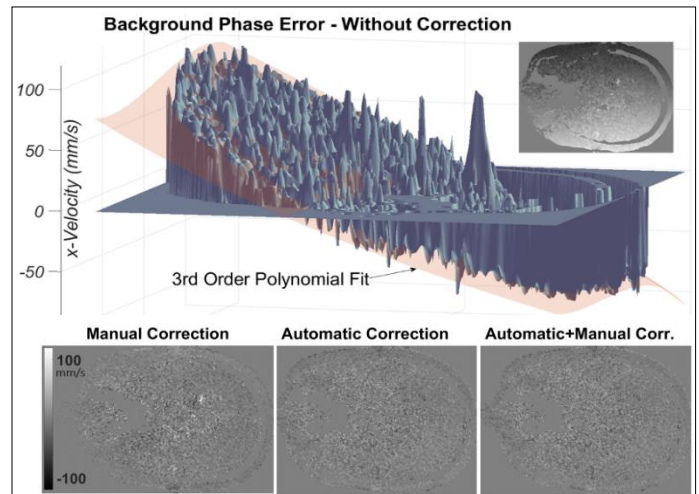 Background Phase Error - Without Correction
100
50
0
-50
x-Velocity (mm/s)
3rd Order Polynomial Fit
Manual Correction
Automatic Correction
Automatic+Manual Corr.
100
mm/s
-100